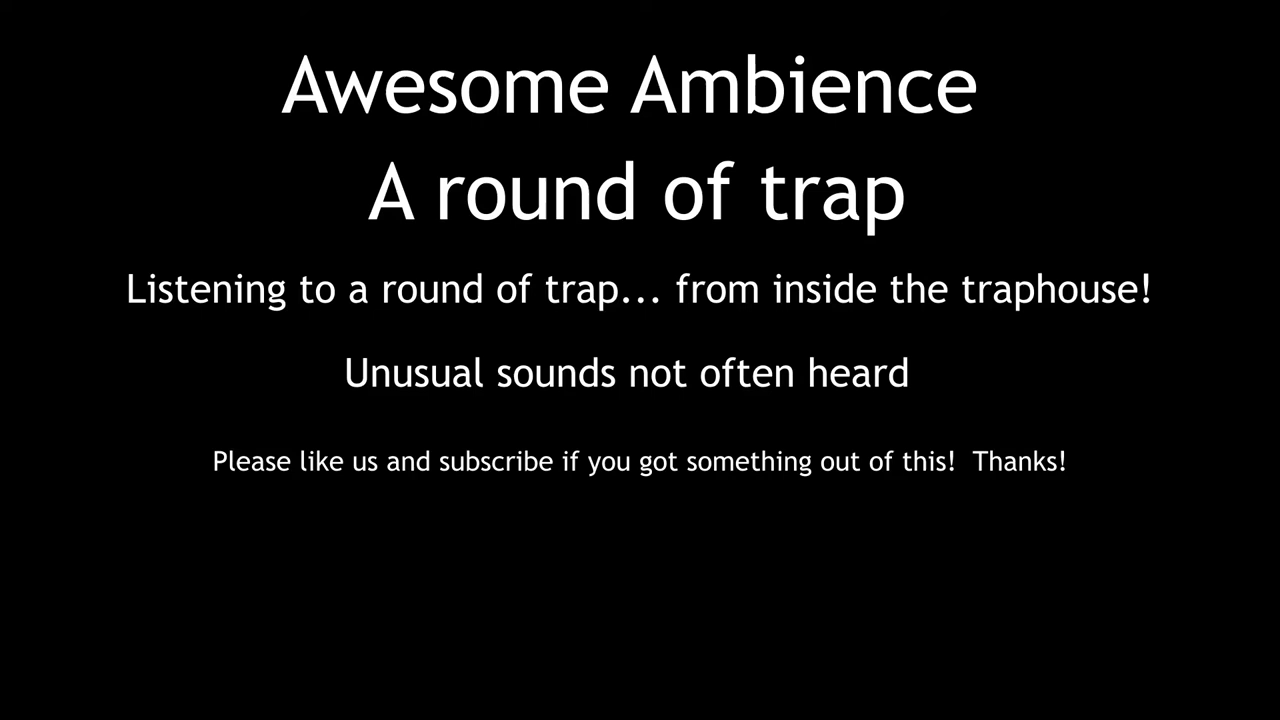 Awesome Ambience
A round of trap
Listening to a round of trap... from inside the traphouse!
Unusual sounds not often heard
Please like us and subscribe if you got something out of this!  Thanks!